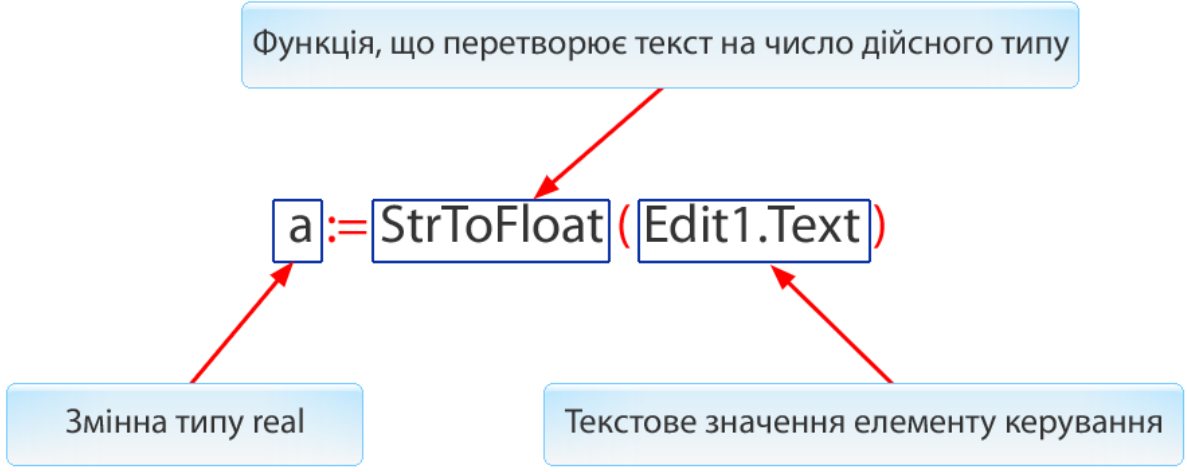 Функція, що перетворює текст на число дійсного типу
a:=StrToFloat(Edit1.Text)
Змінна типу real
Текстове значення елементу керування